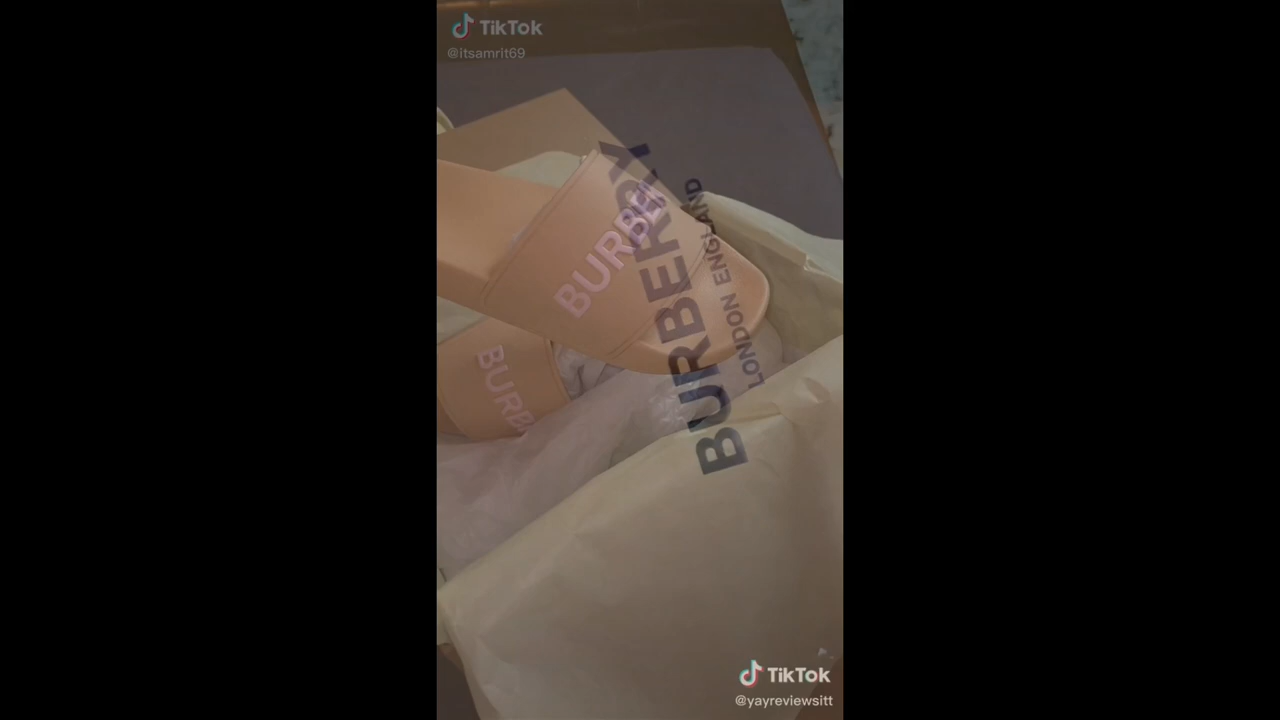 TikTok
@itsamrit69
BURBERRY
LONDON ENGLAND
BURBE
BURB
TikTok
@yayreviewsitt